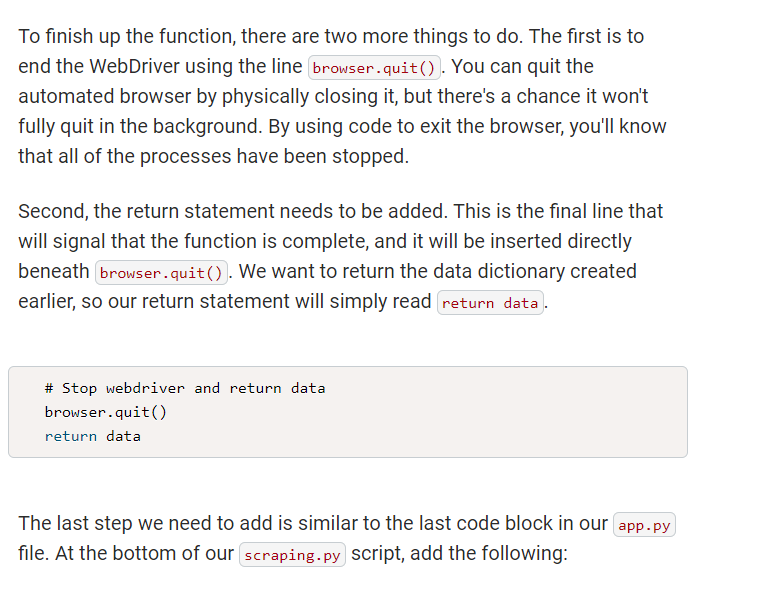 To finish up the function, there are two more things to do. The first is to
end the WebDriver using the line browser.quit(). You can quit the
automated browser by physically closing it, but there's a chance it won't
fully quit in the background. By using code to exit the browser, you'll know
that all of the processes have been stopped.
Second, the return statement needs to be added. This is the final line that
will signal that the function is complete, and it will be inserted directly
beneath browser.quit(). We want to return the data dictionary created
earlier, so our return statement will simply read return data.
# Stop webdriver and return data
browser.quit()
return data
The last step we need to add is similar to the last code block in our app.py
file. At the bottom of our scraping.py script, add the following: